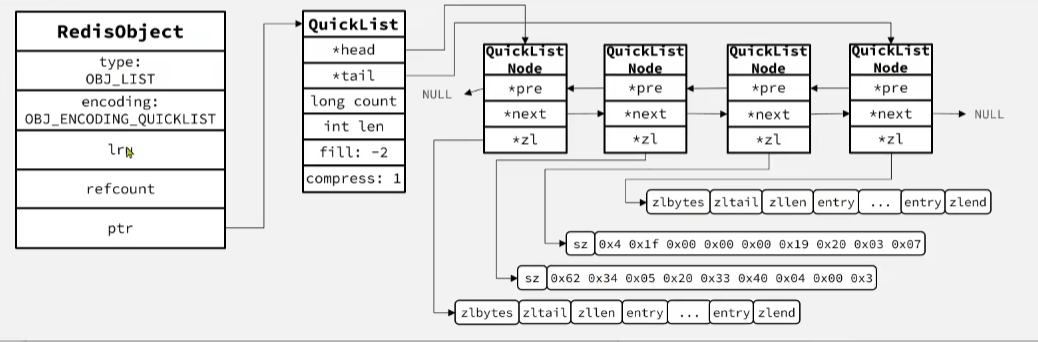 RedisObject
type:
OBJ_LIST
encoding:
OBJ_ENCODING_QUICKLIST
lru
refcount
ptr
QuickList
*head
*tail
long count
int len
fill: -2
compress: 1
NULL
QuickList
Node
*pre
*next
*zl
QuickList
Node
*pre
*next
*zl
QuickList
Node
*pre
*next
*zl
QuickList
Node
*pre
*next
*zl
NULL
zlbytes zltail zllen entry ... entry zlend
sz 0x4 0x1f 0x00 0x00 0x00 0x19 0x20 0x03 0x07
sz 0x62 0x34 0x05 0x20 0x33 0x40 0x04 0x00 0x3
zlbytes zltail zllen entry ... entry zlend